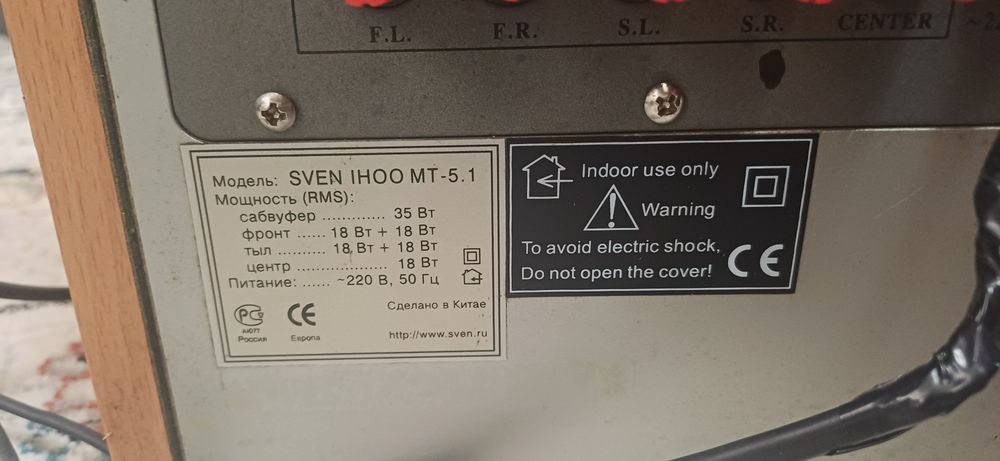 F.L. F.R. S.L. S.R. CENTER
Модель: SVEN IHOO MT-5.1
Мощность (RMS):
сабвуфер ............. 35 Вт
фронт ...... 18 Вт + 18 Вт
тыл .......... 18 Вт + 18 Вт
центр ................... 18 Вт
Питание: ...... ~220 В, 50 Гц
Сделано в Китае
РС CE
АЮ77
Россия Европа
http://www.sven.ru
Indoor use only
Warning
To avoid electric shock,
Do not open the cover!
CE